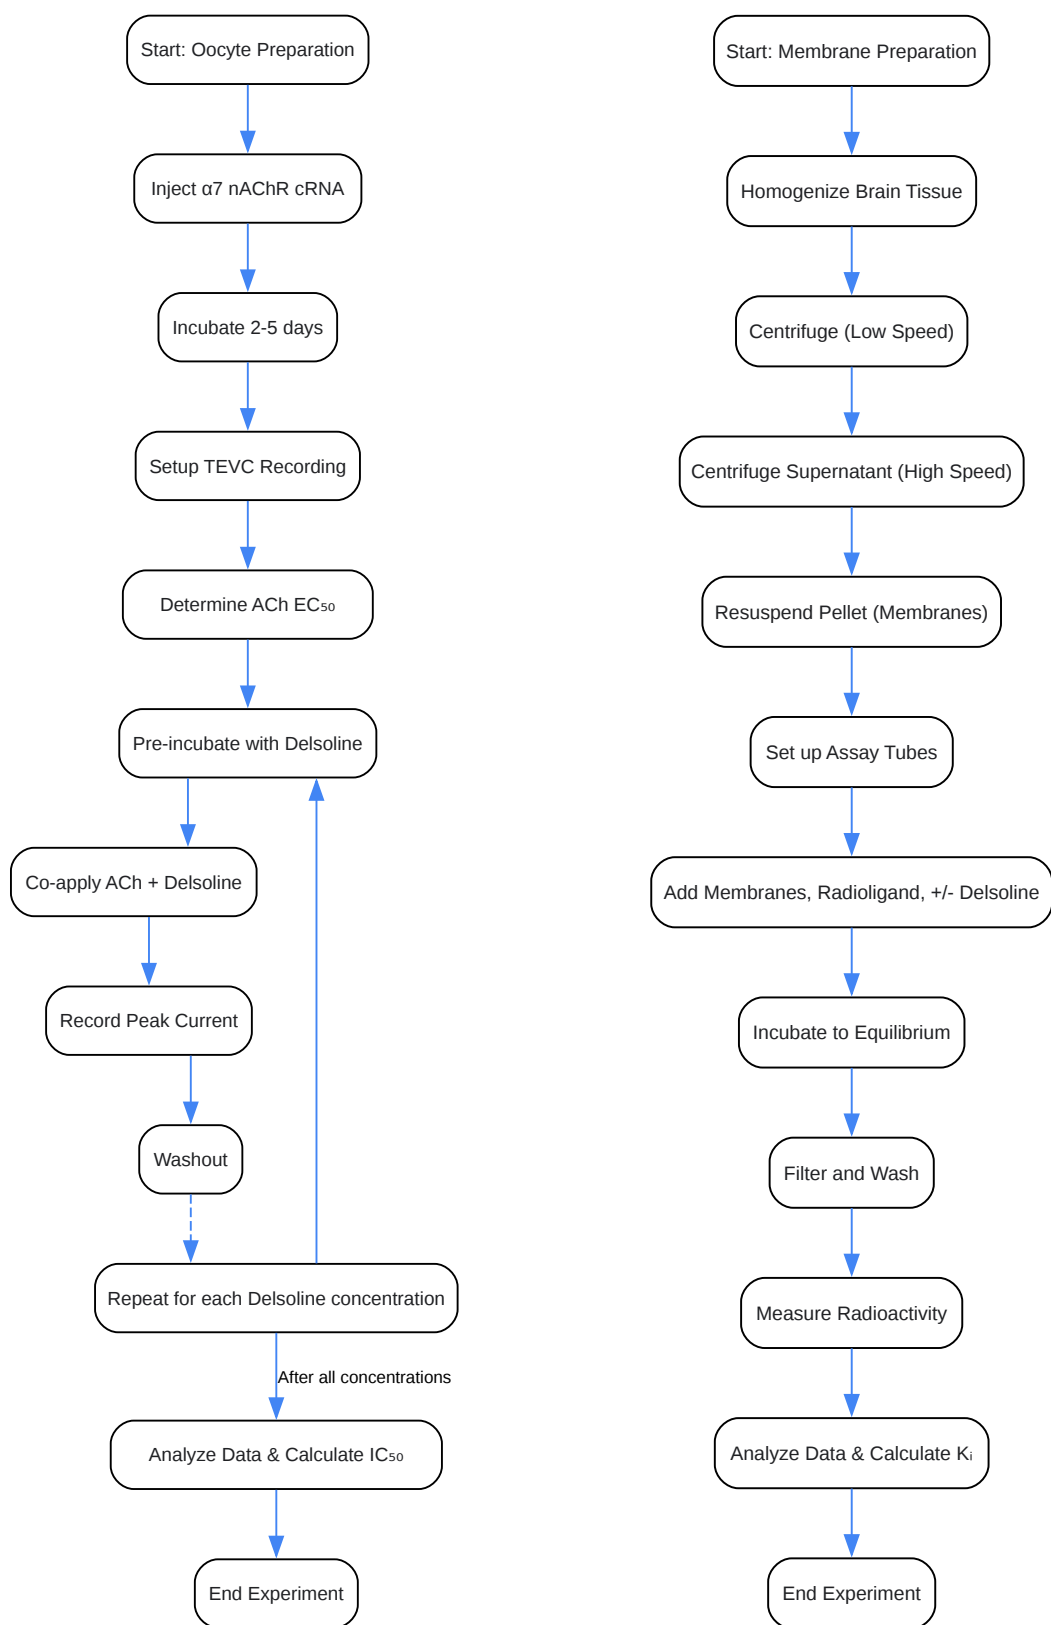 Start: Oocyte Preparation
Inject α7 nAChR cRNA
Incubate 2-5 days
Setup TEVC Recording
Determine ACh EC₅₀
Pre-incubate with Delsoline
Co-apply ACh + Delsoline
Record Peak Current
Washout
Repeat for each Delsoline concentration
After all concentrations
Analyze Data & Calculate IC₅₀
End Experiment
Start: Membrane Preparation
Homogenize Brain Tissue
Centrifuge (Low Speed)
Centrifuge Supernatant (High Speed)
Resuspend Pellet (Membranes)
Set up Assay Tubes
Add Membranes, Radioligand, +/- Delsoline
Incubate to Equilibrium
Filter and Wash
Measure Radioactivity
Analyze Data & Calculate Kᵢ
End Experiment